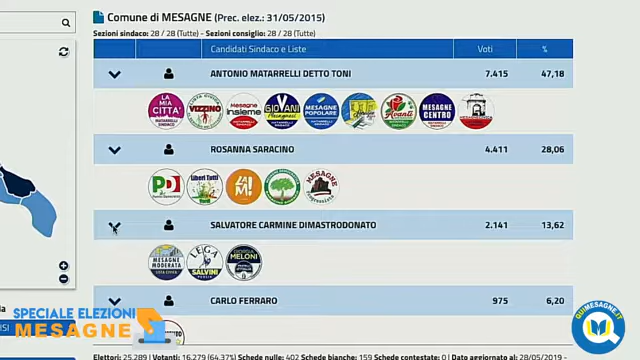 Comune di MESAGNE (Prec. elez.: 31/05/2015)
Sezioni sindaco: 28 / 28 (Tutte) - Sezioni consiglio: 28 / 28 (Tutte)
Candidati Sindaco e Liste Voti %
ANTONIO MATARRELLI DETTO TONI 7.415 47,18
LA MIA CITTA' VIZZINO MESAGNE Insieme GIOVANI MESAGNE POPOLARE Avanti MESAGNE CENTRO
ROSANNA SARACINO 4.411 28,06
PD Liberi Tutti MESAGNE
SALVATORE CARMINE DIMASTRODONATO 2.141 13,62
MESAGNE MODERATA LEGA SALVINI GIORGIA MELONI
CARLO FERRARO 975 6,20
SPECIALE ELEZIONI
MESAGNE
QUIMESAGNE.IT
Elettori: 25.289 | Votanti: 16.279 (64,37%) Schede nulle: 402 Schede bianche: 159 Schede contestate: 0 | Dato aggiornato al: 28/05/2019 -